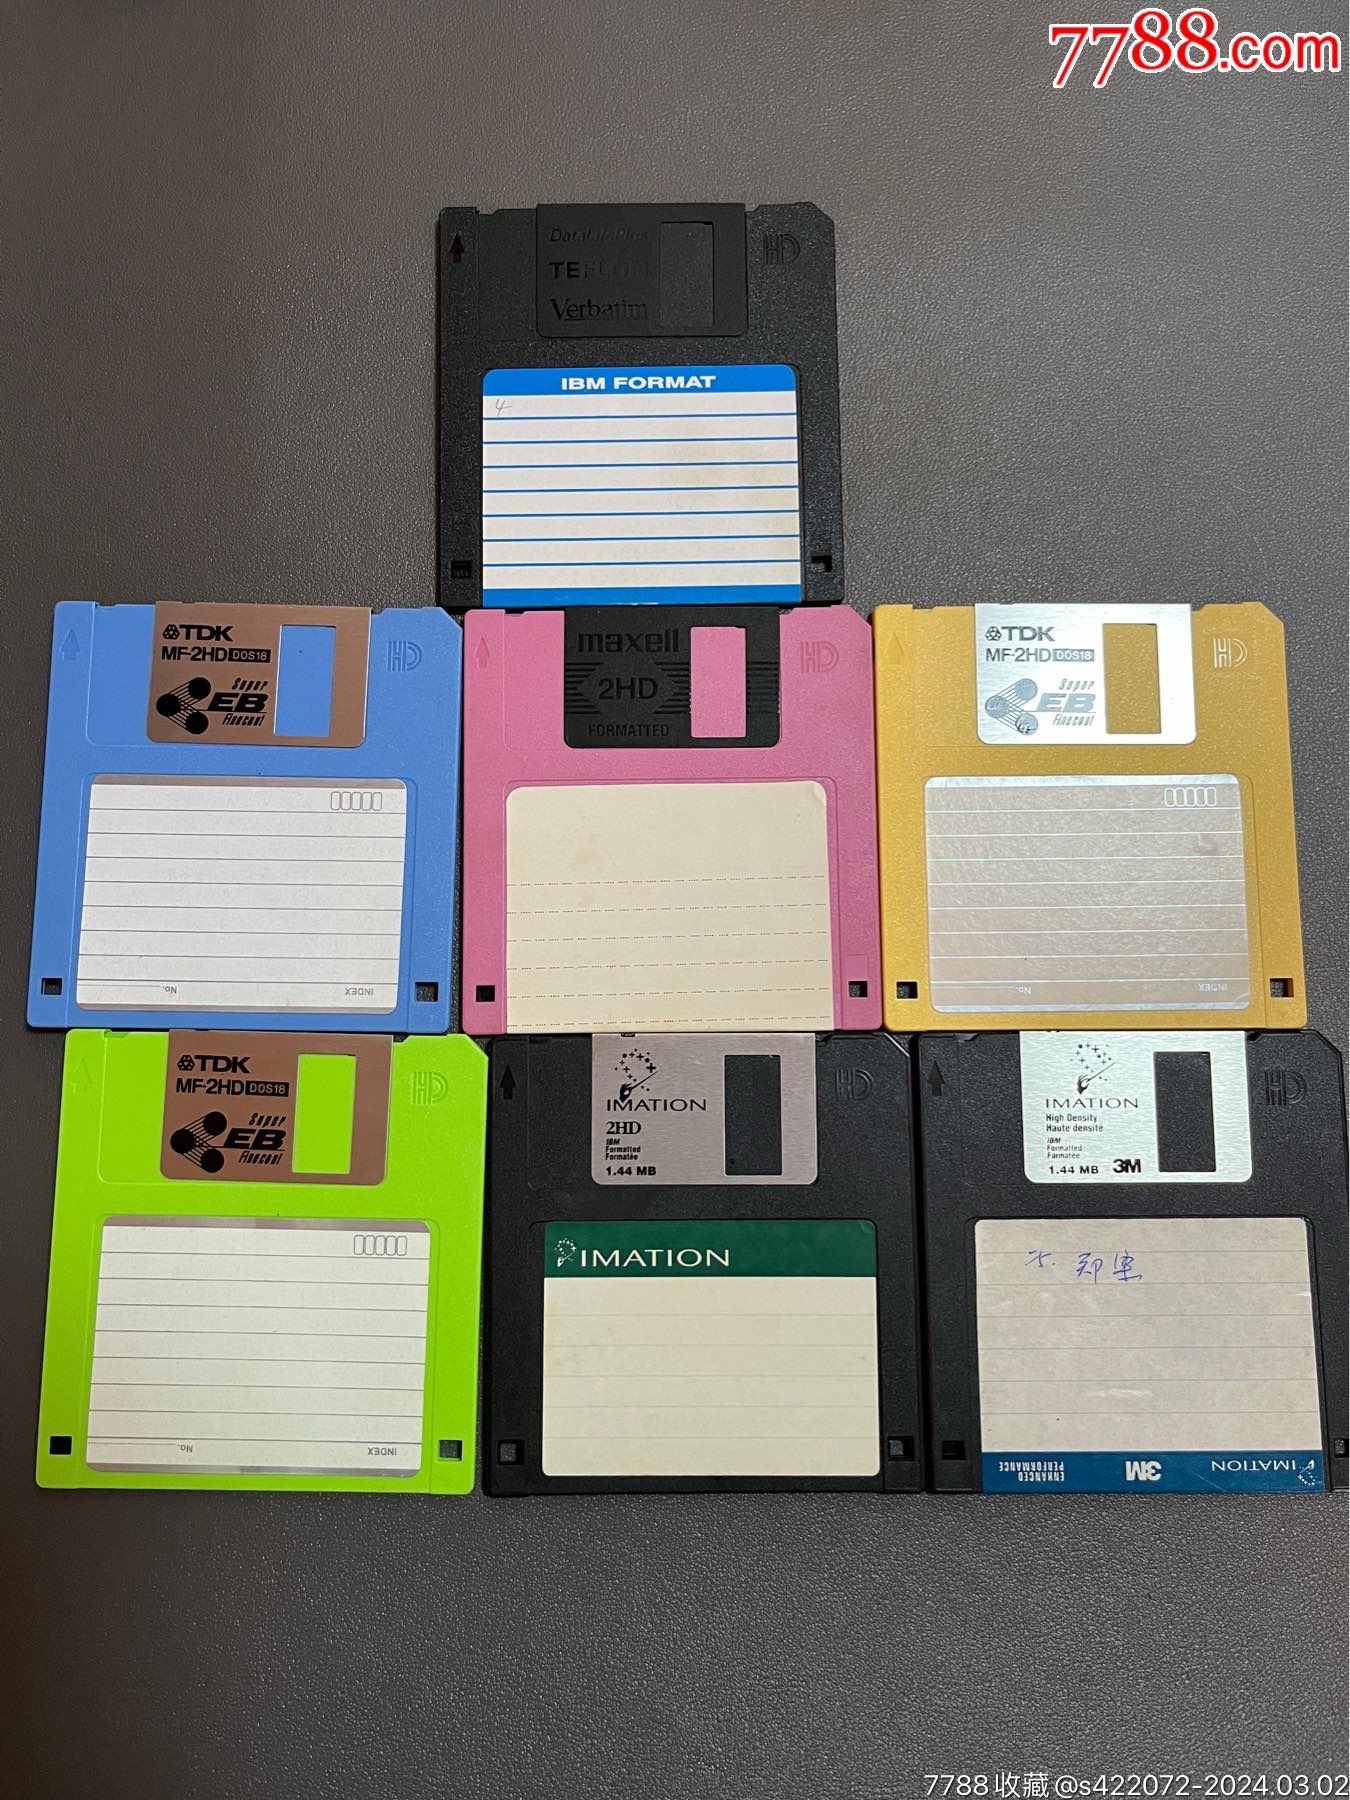 7788.com
DataLifePlus
TEFLON
Verbatim
HD
IBM FORMAT
4
TDK
MF-2HD DOS18
Super
EB
Finecoat
HD
No.
INDEX
maxell
2HD
FORMATTED
HD
TDK
MF-2HD DOS18
Super
EB
Finecoat
HD
No.
INDEX
TDK
MF-2HD DOS18
Super
EB
Finecoat
HD
No.
INDEX
IMATION
2HD
IBM
Formatted
Formatée
1.44 MB
HD
IMATION
IMATION
High Density
Haute densité
IBM
Formatted
Formatée
1.44 MB 3M
HD
郑
IMATION 3M ENHANCED
PERFORMANCE
7788收藏@s422072-2024.03.02